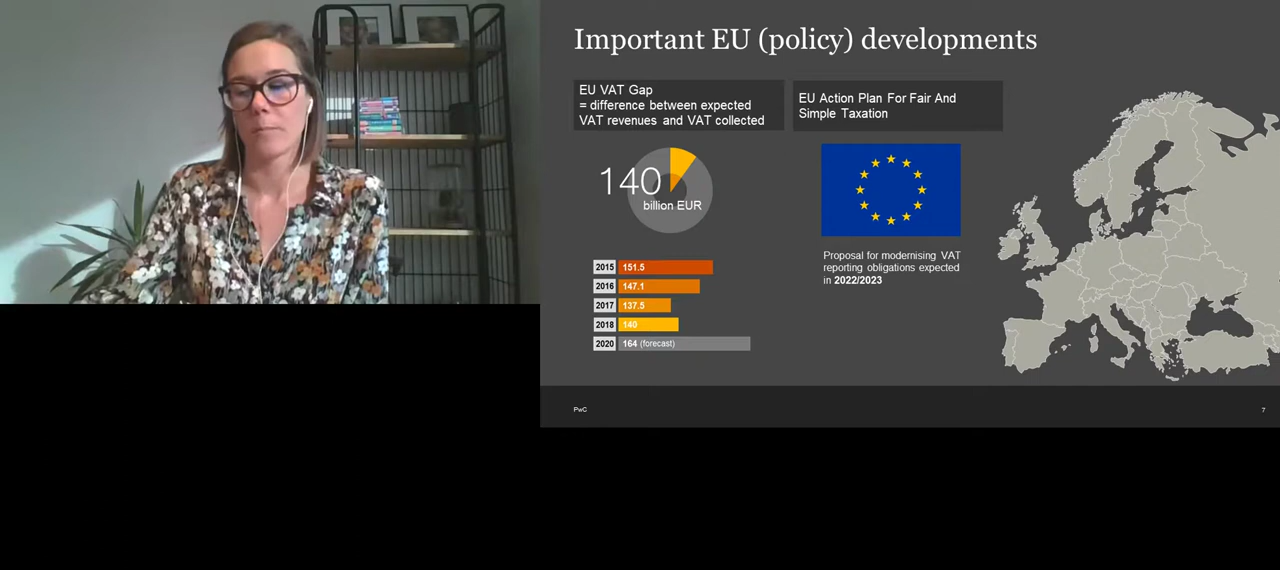 Important EU (policy) developments
EU VAT Gap
= difference between expected
VAT revenues and VAT collected
EU Action Plan For Fair And
Simple Taxation
140
billion EUR
Proposal for modernising VAT
reporting obligations expected
in 2022/2023
2015 151.5
2016 147.1
2017 137.5
2018 140
2020 164 (forecast)
PwC
7